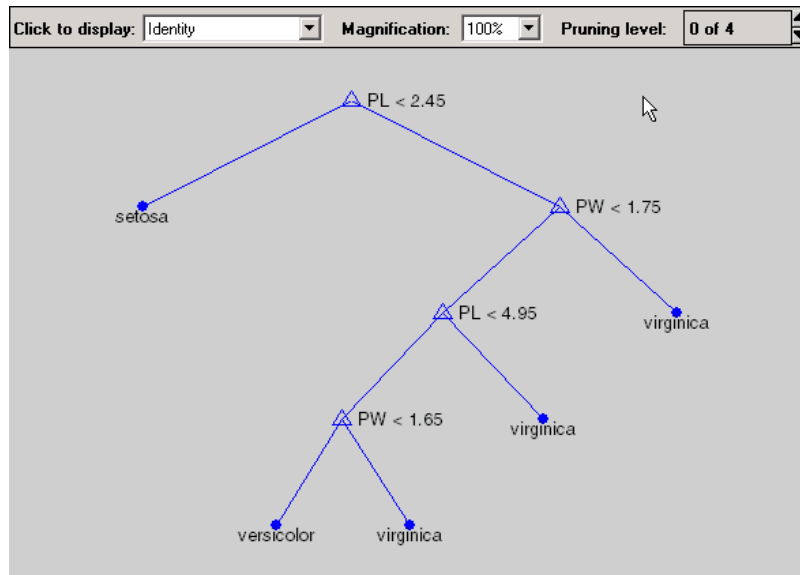 Click to display: Identity Magnification: 100% Pruning level: 0 of 4
PL < 2.45
setosa
PW < 1.75
PL < 4.95
virginica
PW < 1.65
virginica
versicolor
virginica